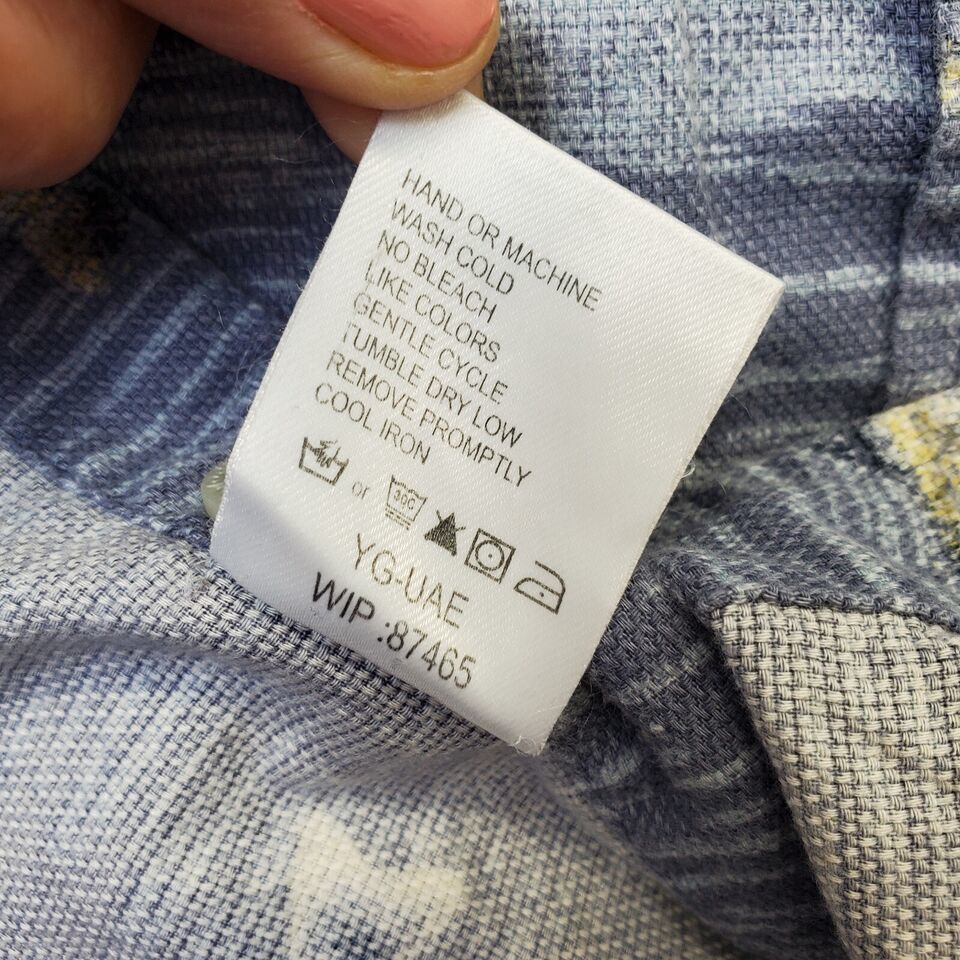 HAND OR MACHINE
WASH COLD
NO BLEACH
LIKE COLORS
GENTLE CYCLE
TUMBLE DRY LOW
REMOVE PROMPTLY
COOL IRON
or 30C
YG-UAE
WIP :87465